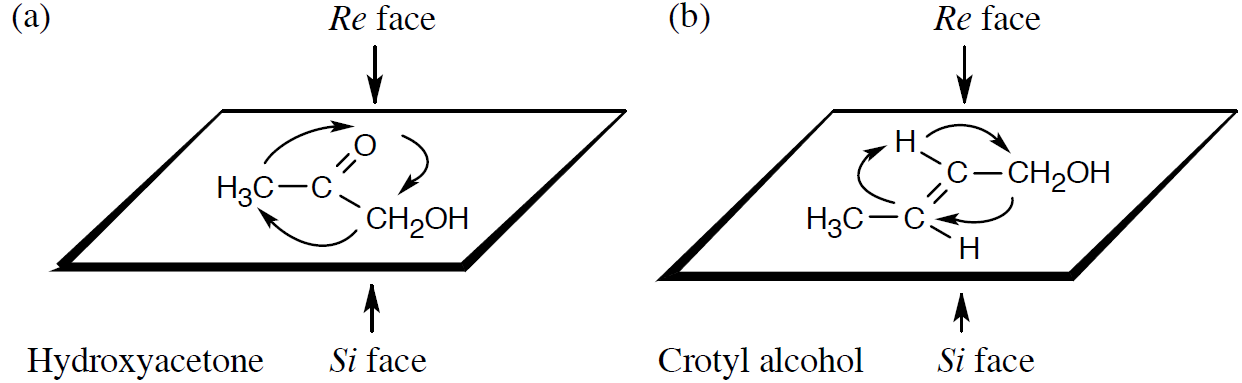 (a)
Re face
O
H₃C
C
CH₂OH
Hydroxyacetone
Si face
(b)
Re face
H
C
CH₂OH
H₃C
C
H
Crotyl alcohol
Si face